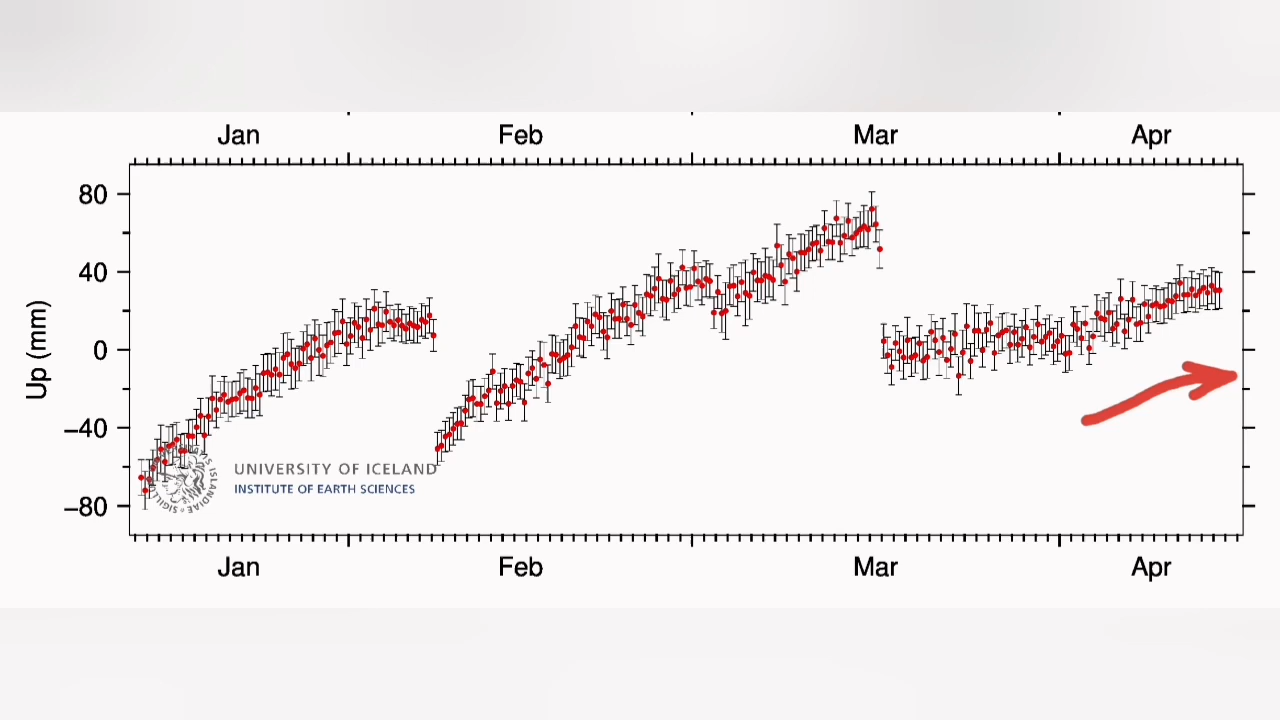 Jan Feb Mar Apr
80
40
0
−40
−80
Up (mm)
UNIVERSITY OF ICELAND
INSTITUTE OF EARTH SCIENCES
Jan Feb Mar Apr